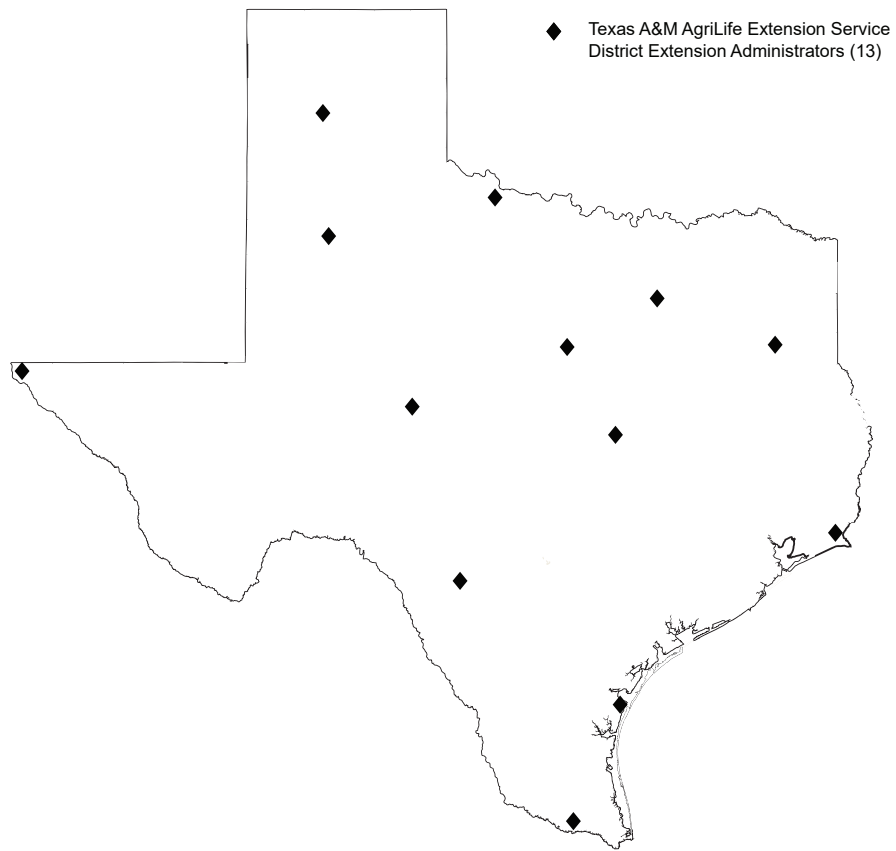 Texas A&M AgriLife Extension Service
District Extension Administrators (13)